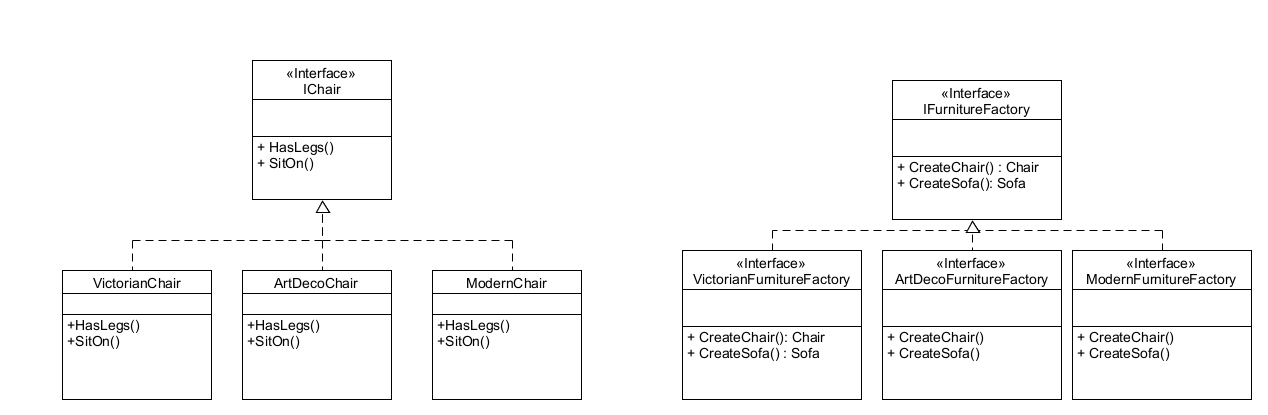 «Interface»
IChair
+ HasLegs()
+ SitOn()
VictorianChair
+HasLegs()
+SitOn()
ArtDecoChair
+HasLegs()
+SitOn()
ModernChair
+HasLegs()
+SitOn()
«Interface»
IFurnitureFactory
+ CreateChair() : Chair
+ CreateSofa(): Sofa
«Interface»
VictorianFurnitureFactory
+ CreateChair(): Chair
+ CreateSofa() : Sofa
«Interface»
ArtDecoFurnitureFactory
+ CreateChair()
+ CreateSofa()
«Interface»
ModernFurnitureFactory
+ CreateChair()
+ CreateSofa()